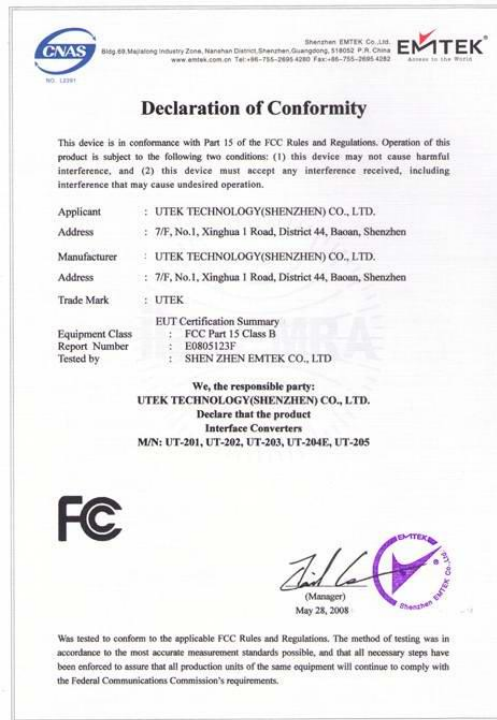 CNAS
Shenzhen EMTEK Co.,Ltd.
Bldg.69,Majialong Industry Zone, Nanshan District,Shenzhen,Guangdong, 518052 P.R. China
www.emtek.com.cn Tel:+86-755-2695 4280 Fax:+86-755-2695 4282
EMTEK
Access to the World
NO. L2291
Declaration of Conformity
This device is in conformance with Part 15 of the FCC Rules and Regulations. Operation of this
product is subject to the following two conditions: (1) this device may not cause harmful
interference, and (2) this device must accept any interference received, including
interference that may cause undesired operation.
Applicant : UTEK TECHNOLOGY(SHENZHEN) CO., LTD.
Address : 7/F, No.1, Xinghua 1 Road, District 44, Baoan, Shenzhen
Manufacturer : UTEK TECHNOLOGY(SHENZHEN) CO., LTD.
Address : 7/F, No.1, Xinghua 1 Road, District 44, Baoan, Shenzhen
Trade Mark : UTEK
EUT Certification Summary
Equipment Class : FCC Part 15 Class B
Report Number : E0805123F
Tested by : SHEN ZHEN EMTEK CO., LTD
We, the responsible party:
UTEK TECHNOLOGY(SHENZHEN) CO., LTD.
Declare that the product
Interface Converters
M/N: UT-201, UT-202, UT-203, UT-204E, UT-205
FC
EMTEK
Shenzhen EMTEK Co.
(Manager)
May 28, 2008
Was tested to conform to the applicable FCC Rules and Regulations. The method of testing was in
accordance to the most accurate measurement standards possible, and that all necessary steps have
been enforced to assure that all production units of the same equipment will continue to comply with
the Federal Communications Commission's requirements.